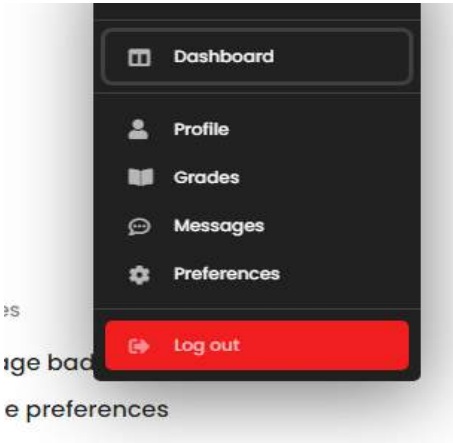 Dashboard
Profile
Grades
Messages
Preferences
Log out
e preferences